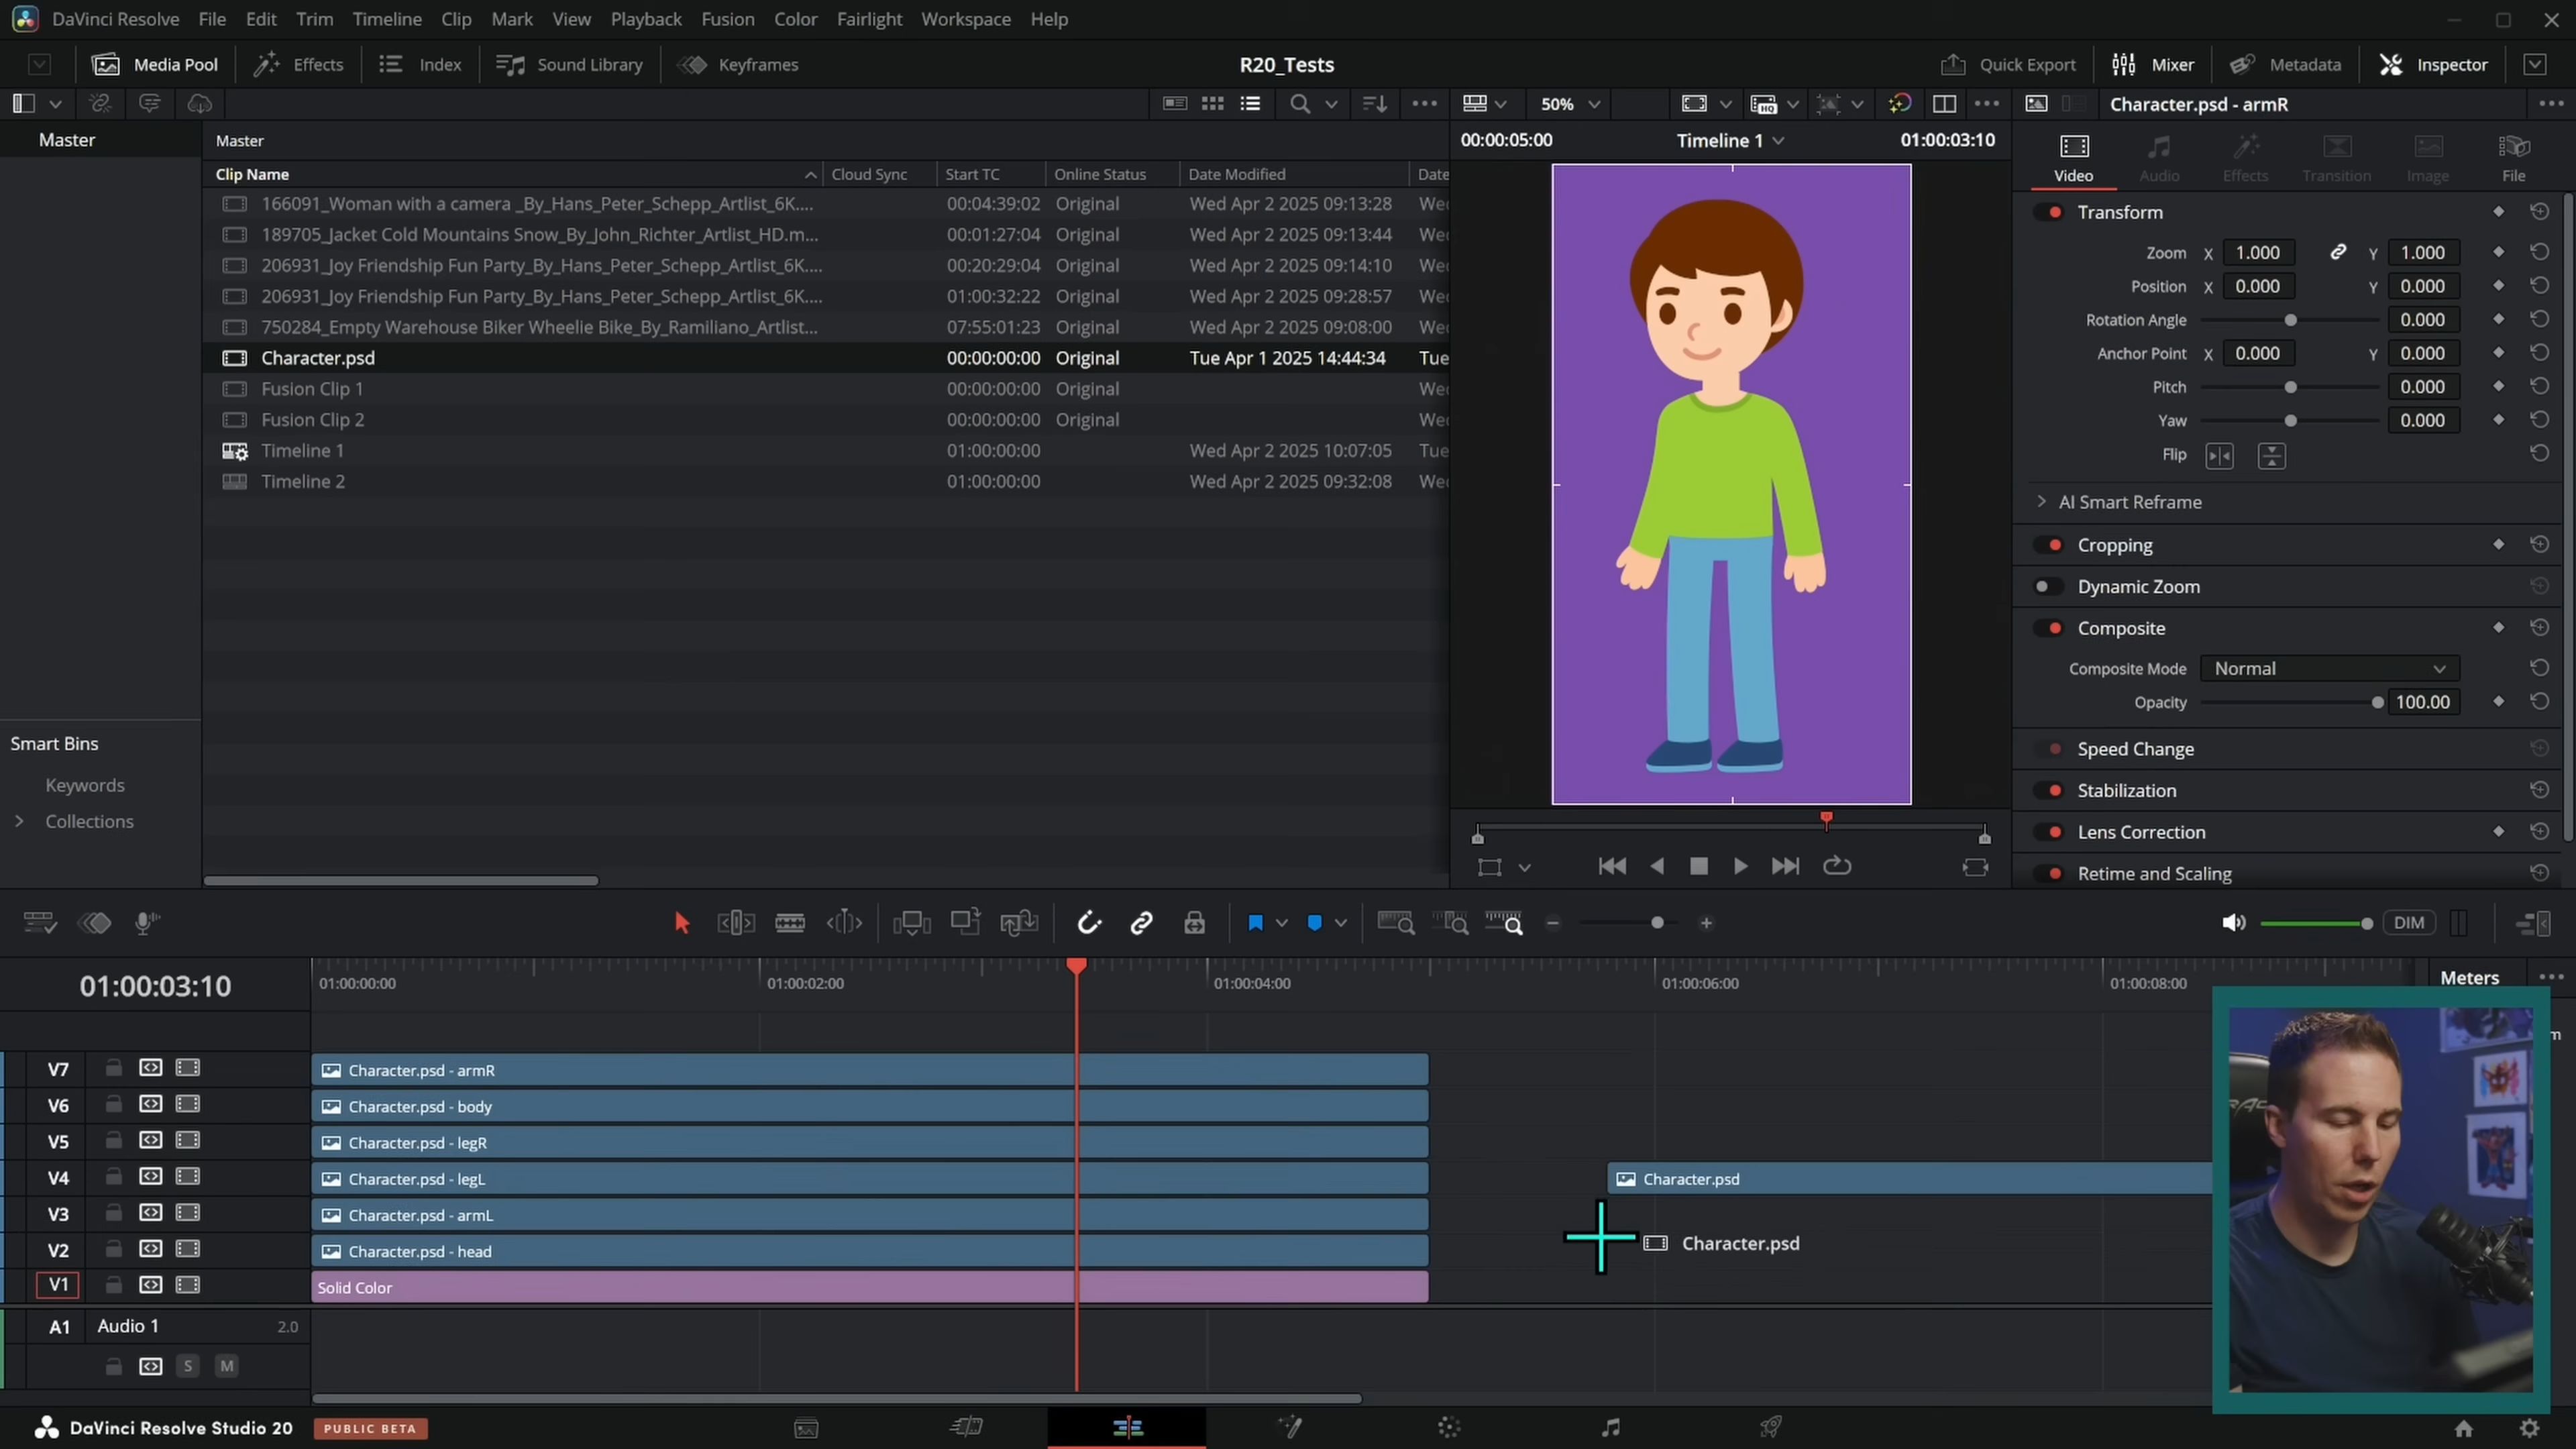 DaVinci Resolve File Edit Trim Timeline Clip Mark View Playback Fusion Color Fairlight Workspace Help
Media Pool Effects Index Sound Library Keyframes R20_Tests Quick Export Mixer Metadata Inspector
50% Character.psd - armR
Master Master 00:00:05:00 Timeline 1 01:00:03:10
Clip Name Cloud Sync Start TC Online Status Date Modified Date
166091_Woman with a camera _By_Hans_Peter_Schepp_Artlist_6K.... 00:04:39:02 Original Wed Apr 2 2025 09:13:28 Wed
189705_Jacket Cold Mountains Snow_By_John_Richter_Artlist_HD.m... 00:01:27:04 Original Wed Apr 2 2025 09:13:44 Wed
206931_Joy Friendship Fun Party_By_Hans_Peter_Schepp_Artlist_6K.... 00:20:29:04 Original Wed Apr 2 2025 09:14:10 Wed
206931_Joy Friendship Fun Party_By_Hans_Peter_Schepp_Artlist_6K.... 01:00:32:22 Original Wed Apr 2 2025 09:28:57 Wed
750284_Empty Warehouse Biker Wheelie Bike_By_Ramiliano_Artlist... 07:55:01:23 Original Wed Apr 2 2025 09:08:00 Wed
Character.psd 00:00:00:00 Original Tue Apr 1 2025 14:44:34 Tue
Fusion Clip 1 00:00:00:00 Original Wed
Fusion Clip 2 00:00:00:00 Original Wed
Timeline 1 01:00:00:00 Wed Apr 2 2025 10:07:05 Tue
Timeline 2 01:00:00:00 Wed Apr 2 2025 09:32:08 Wed
Smart Bins
Keywords
Collections
Video Audio Effects Transition Image File
Transform
Zoom X 1.000 Y 1.000
Position X 0.000 Y 0.000
Rotation Angle 0.000
Anchor Point X 0.000 Y 0.000
Pitch 0.000
Yaw 0.000
Flip
AI Smart Reframe
Cropping
Dynamic Zoom
Composite
Composite Mode Normal
Opacity 100.00
Speed Change
Stabilization
Lens Correction
Retime and Scaling
DIM
01:00:03:10 01:00:00:00 01:00:02:00 01:00:04:00 01:00:06:00 01:00:08:00 Meters
V7 Character.psd - armR
V6 Character.psd - body
V5 Character.psd - legR
V4 Character.psd - legL Character.psd
V3 Character.psd - armL
V2 Character.psd - head Character.psd
V1 Solid Color
A1 Audio 1 2.0
S M
DaVinci Resolve Studio 20 PUBLIC BETA